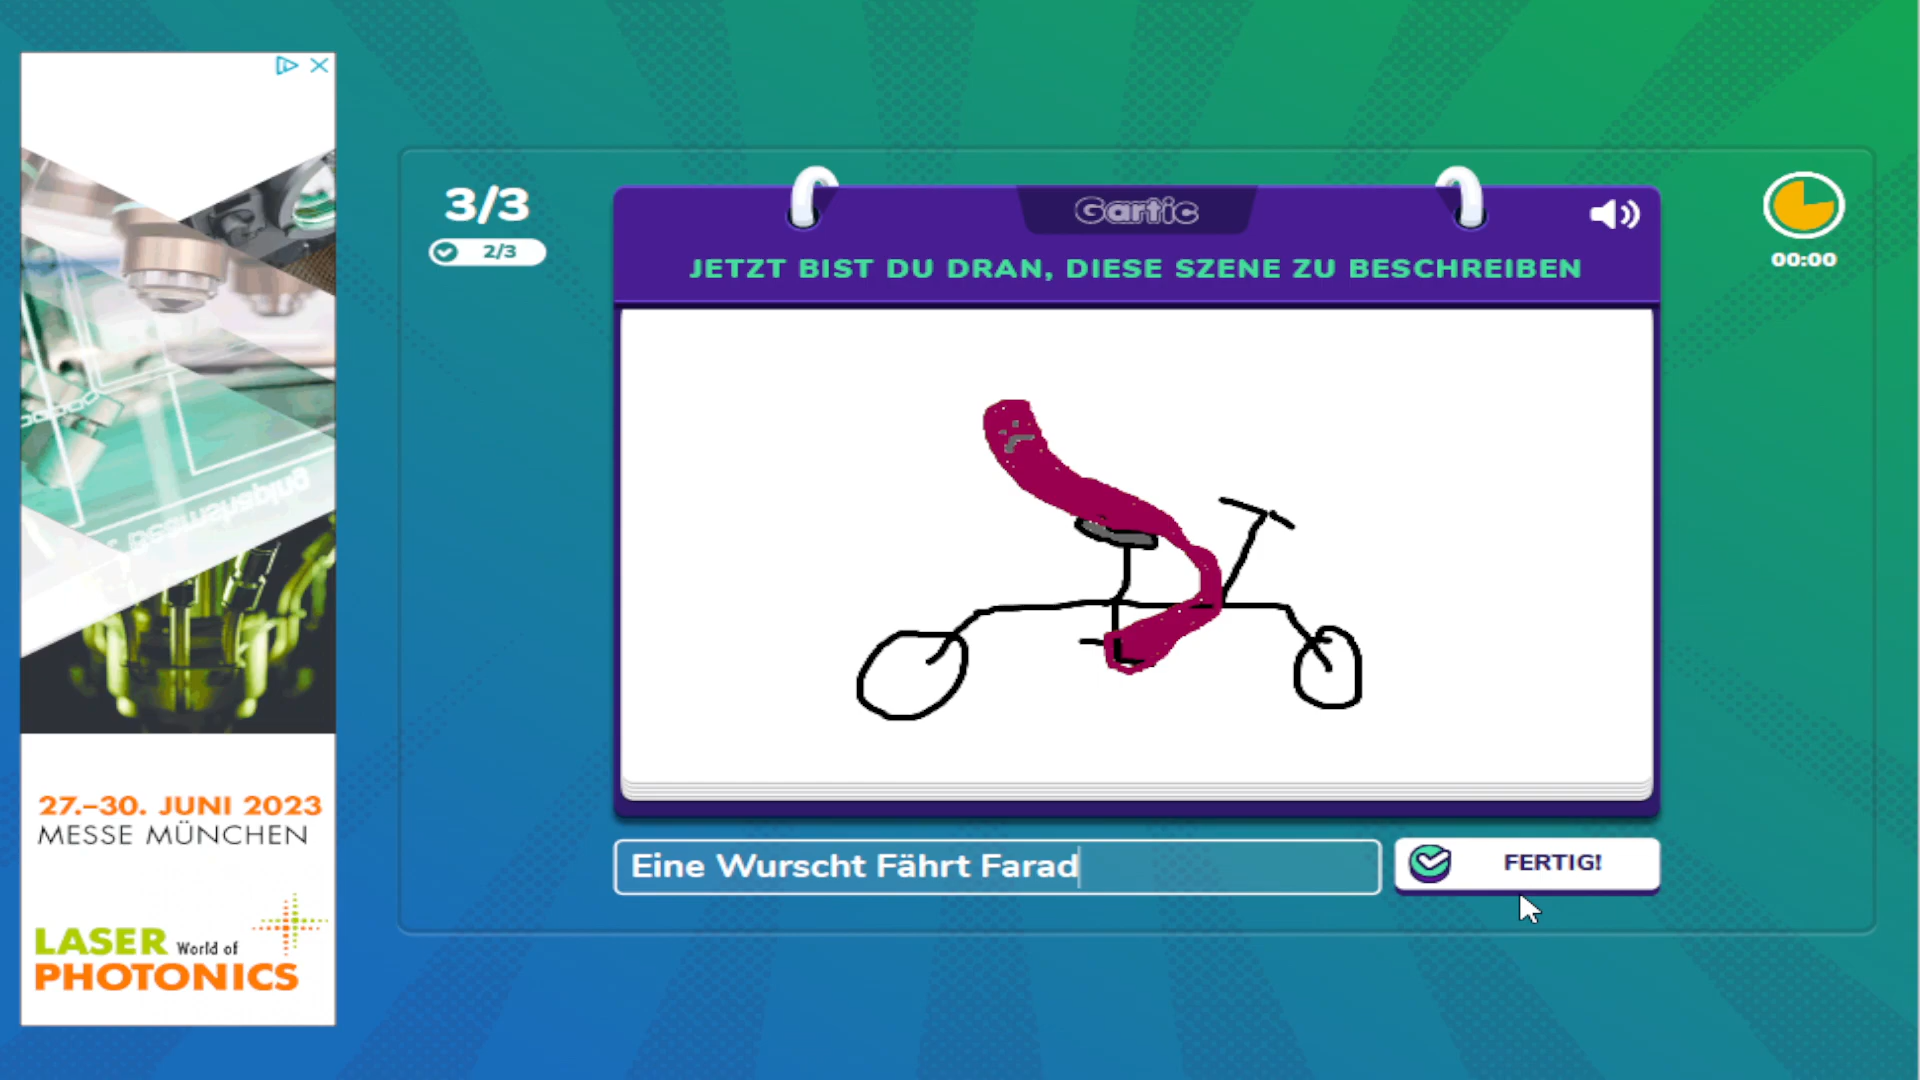 3/3
2/3
Gartic
JETZT BIST DU DRAN, DIESE SZENE ZU BESCHREIBEN
00:00
Eine Wurscht Fährt Farad
FERTIG!
27.–30. JUNI 2023
MESSE MÜNCHEN
LASER World of
PHOTONICS